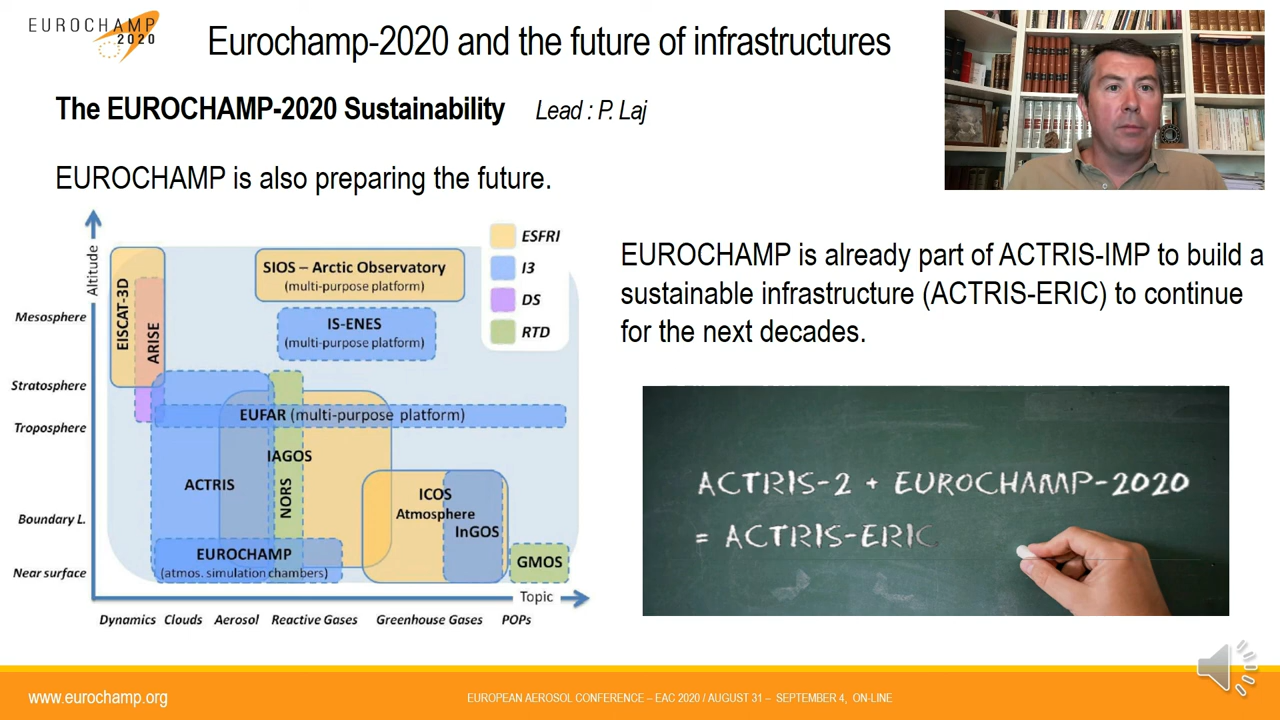 EUROCHAMP
2020
Eurochamp-2020 and the future of infrastructures
The EUROCHAMP-2020 Sustainability Lead : P. Laj
EUROCHAMP is also preparing the future.
Altitude
Mesosphere
Stratosphere
Troposphere
Boundary L.
Near surface
EISCAT-3D
ARISE
SIOS – Arctic Observatory
(multi-purpose platform)
IS-ENES
(multi-purpose platform)
ESFRI
I3
DS
RTD
EUFAR (multi-purpose platform)
IAGOS
ACTRIS
NORS
ICOS
Atmosphere
InGOS
EUROCHAMP
(atmos. simulation chambers)
GMOS
Topic
Dynamics Clouds Aerosol Reactive Gases Greenhouse Gases POPs
EUROCHAMP is already part of ACTRIS-IMP to build a
sustainable infrastructure (ACTRIS-ERIC) to continue
for the next decades.
ACTRIS-2 + EUROCHAMP-2020
= ACTRIS-ERIC
www.eurochamp.org
EUROPEAN AEROSOL CONFERENCE – EAC 2020 / AUGUST 31 – SEPTEMBER 4, ON-LINE